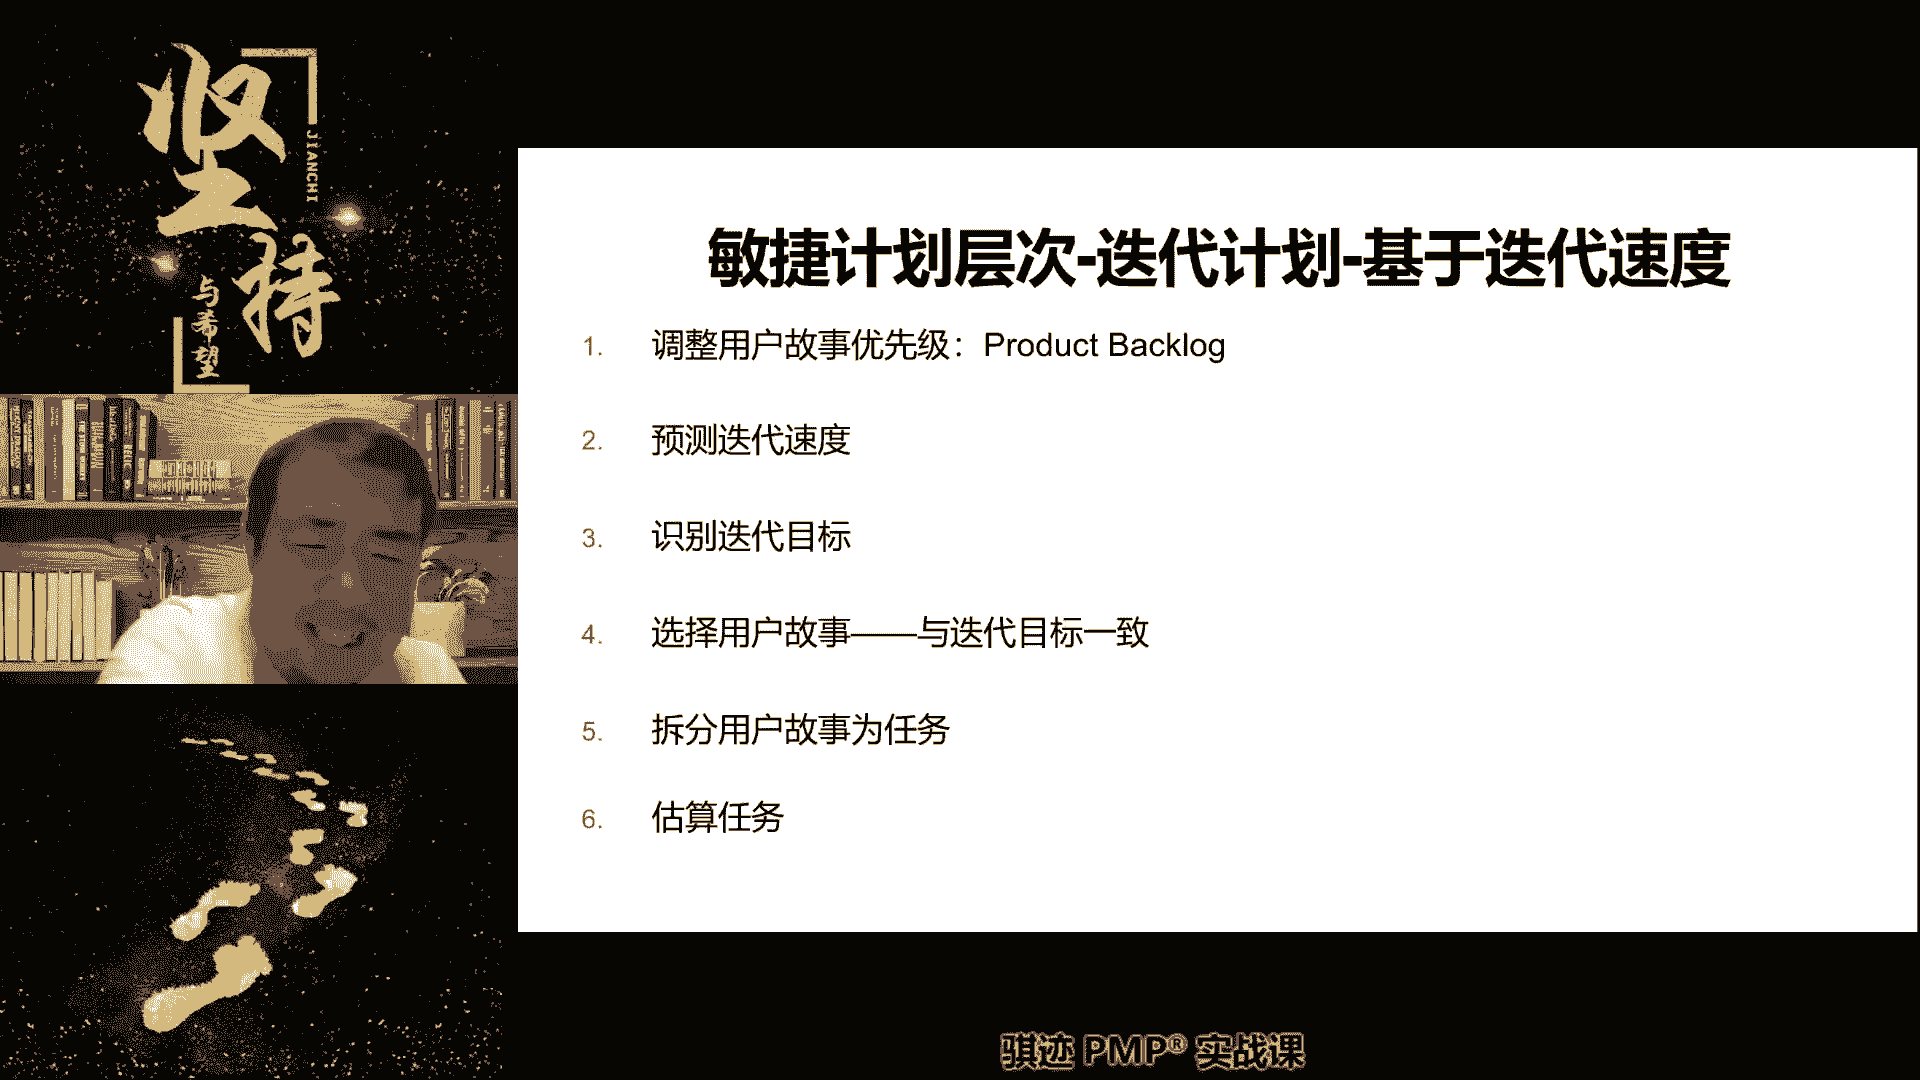 坚持
JIANCHI
与希望
敏捷计划层次-迭代计划-基于迭代速度
1. 调整用户故事优先级：Product Backlog
2. 预测迭代速度
3. 识别迭代目标
4. 选择用户故事——与迭代目标一致
5. 拆分用户故事为任务
6. 估算任务
骐迹 PMP® 实战课